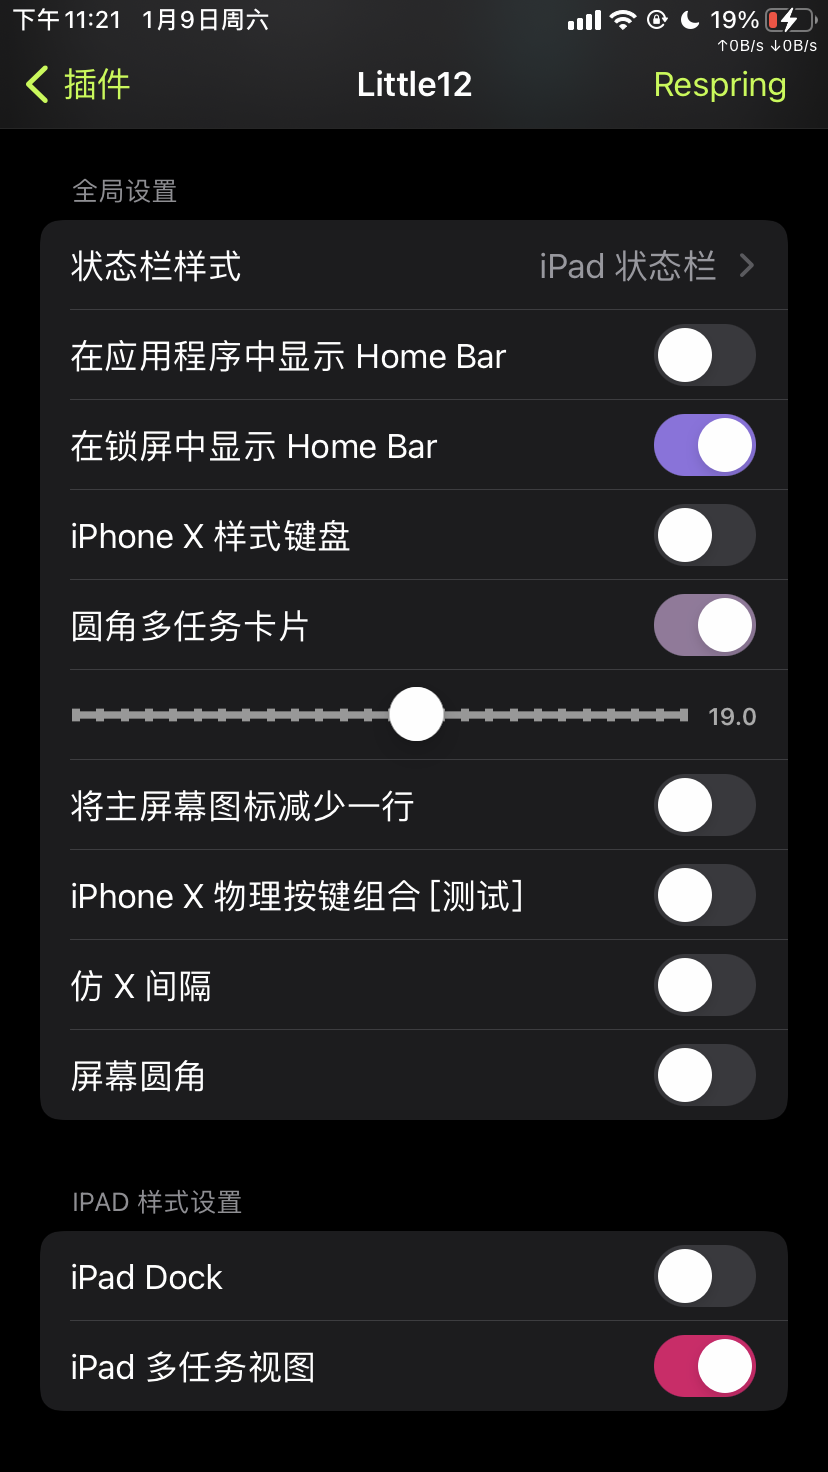 下午11:21 1月9日周六 19%
↑0B/s ↓0B/s
插件 Little12 Respring
全局设置
状态栏样式 iPad 状态栏
在应用程序中显示 Home Bar
在锁屏中显示 Home Bar
iPhone X 样式键盘
圆角多任务卡片
19.0
将主屏幕图标减少一行
iPhone X 物理按键组合 [测试]
仿 X 间隔
屏幕圆角
IPAD 样式设置
iPad Dock
iPad 多任务视图